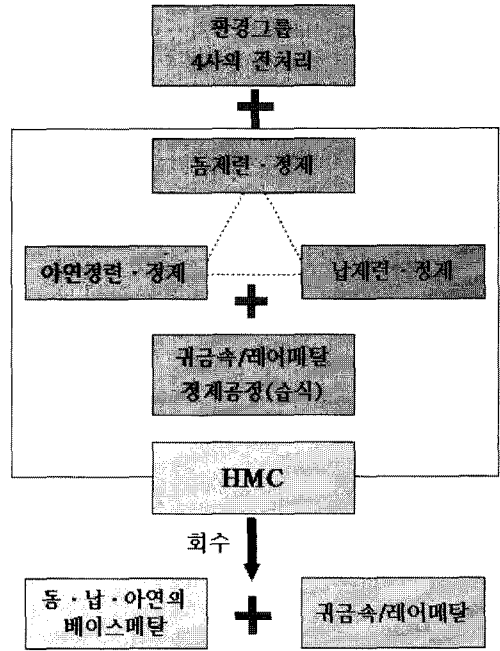 환경그룹
4사의 전처리
동제련 · 정제
아연정련 · 정제
납제련 · 정제
귀금속/레어메탈
정제공정(습식)
HMC
회수
동 · 납 · 아연의
베이스메탈
귀금속/레어메탈